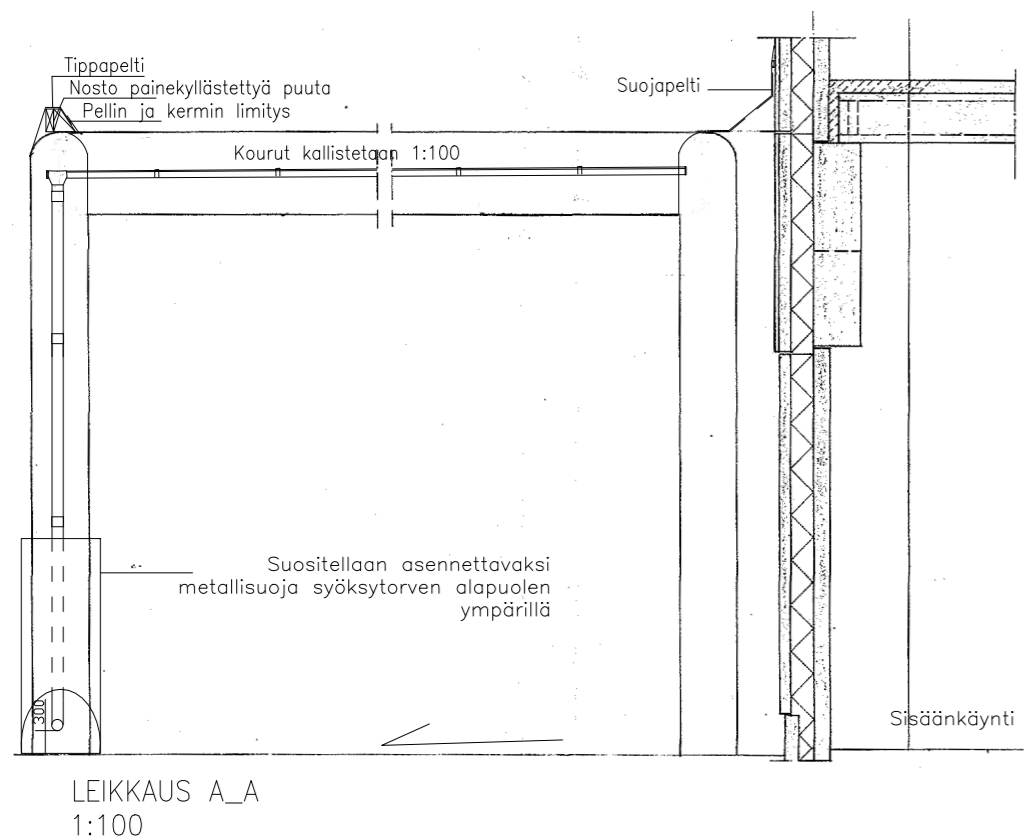 Tippapelti
Nosto painekyllästettyä puuta
Pellin ja kermin limitys
Suojapelti
Kourut kallistetaan 1:100
Suositellaan asennettavaksi
metallisuoja syöksytorven alapuolen
ympärillä
300
Sisäänkäynti
LEIKKAUS A_A
1:100